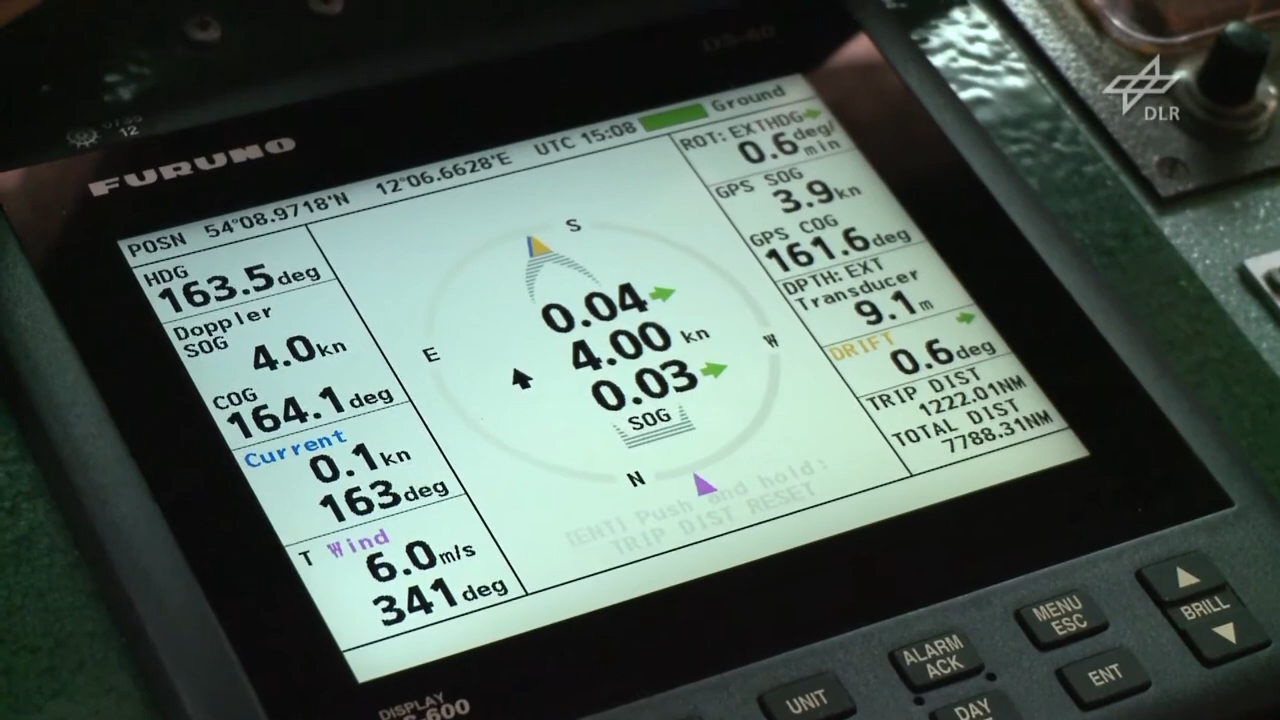 DS-60
DLR
12
FURUNO
POSN 54°08.9718'N 12°06.6628'E UTC 15:08 Ground
HDG
163.5deg
Doppler
SOG
4.0kn
COG
164.1deg
Current
0.1kn
163deg
T Wind
6.0m/s
341deg
S
E
W
N
0.04
4.00 kn
0.03
SOG
[ENT] Push and hold:
TRIP DIST RESET
ROT: EXTHDG
0.6deg/min
GPS SOG
3.9kn
GPS COG
161.6deg
DPTH: EXT
Transducer
9.1m
DRIFT
0.6deg
TRIP DIST
1222.01NM
TOTAL DIST
7788.31NM
DISPLAY
UNIT
ALARM
ACK
DAY
MENU
ESC
ENT
BRILL